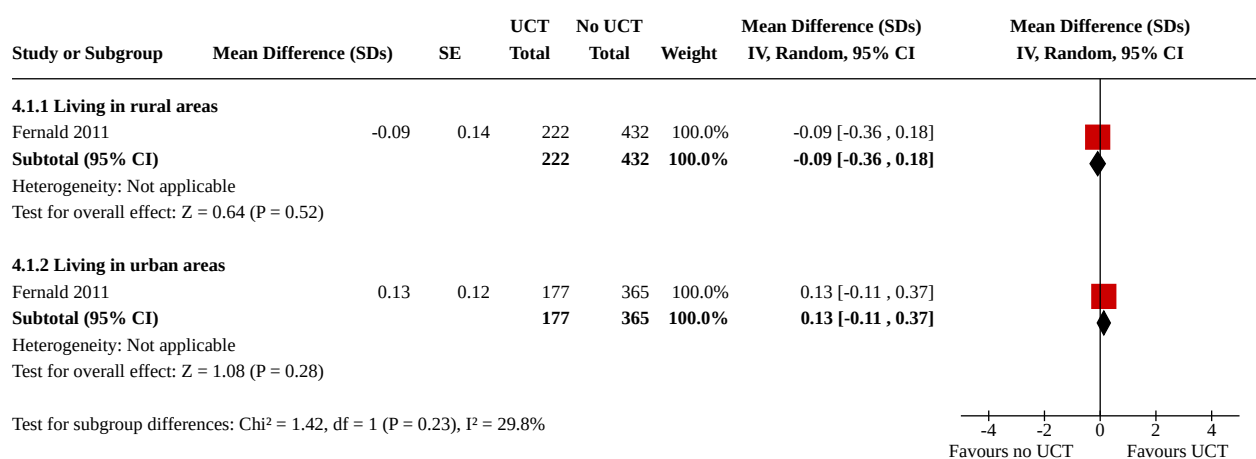 UCT No UCT Mean Difference (SDs) Mean Difference (SDs)
Study or Subgroup Mean Difference (SDs) SE Total Total Weight IV, Random, 95% CI IV, Random, 95% CI
4.1.1 Living in rural areas
Fernald 2011 -0.09 0.14 222 432 100.0% -0.09 [-0.36 , 0.18]
Subtotal (95% CI) 222 432 100.0% -0.09 [-0.36 , 0.18]
Heterogeneity: Not applicable
Test for overall effect: Z = 0.64 (P = 0.52)
4.1.2 Living in urban areas
Fernald 2011 0.13 0.12 177 365 100.0% 0.13 [-0.11 , 0.37]
Subtotal (95% CI) 177 365 100.0% 0.13 [-0.11 , 0.37]
Heterogeneity: Not applicable
Test for overall effect: Z = 1.08 (P = 0.28)
Test for subgroup differences: Chi² = 1.42, df = 1 (P = 0.23), I² = 29.8%
-4 -2 0 2 4
Favours no UCT Favours UCT